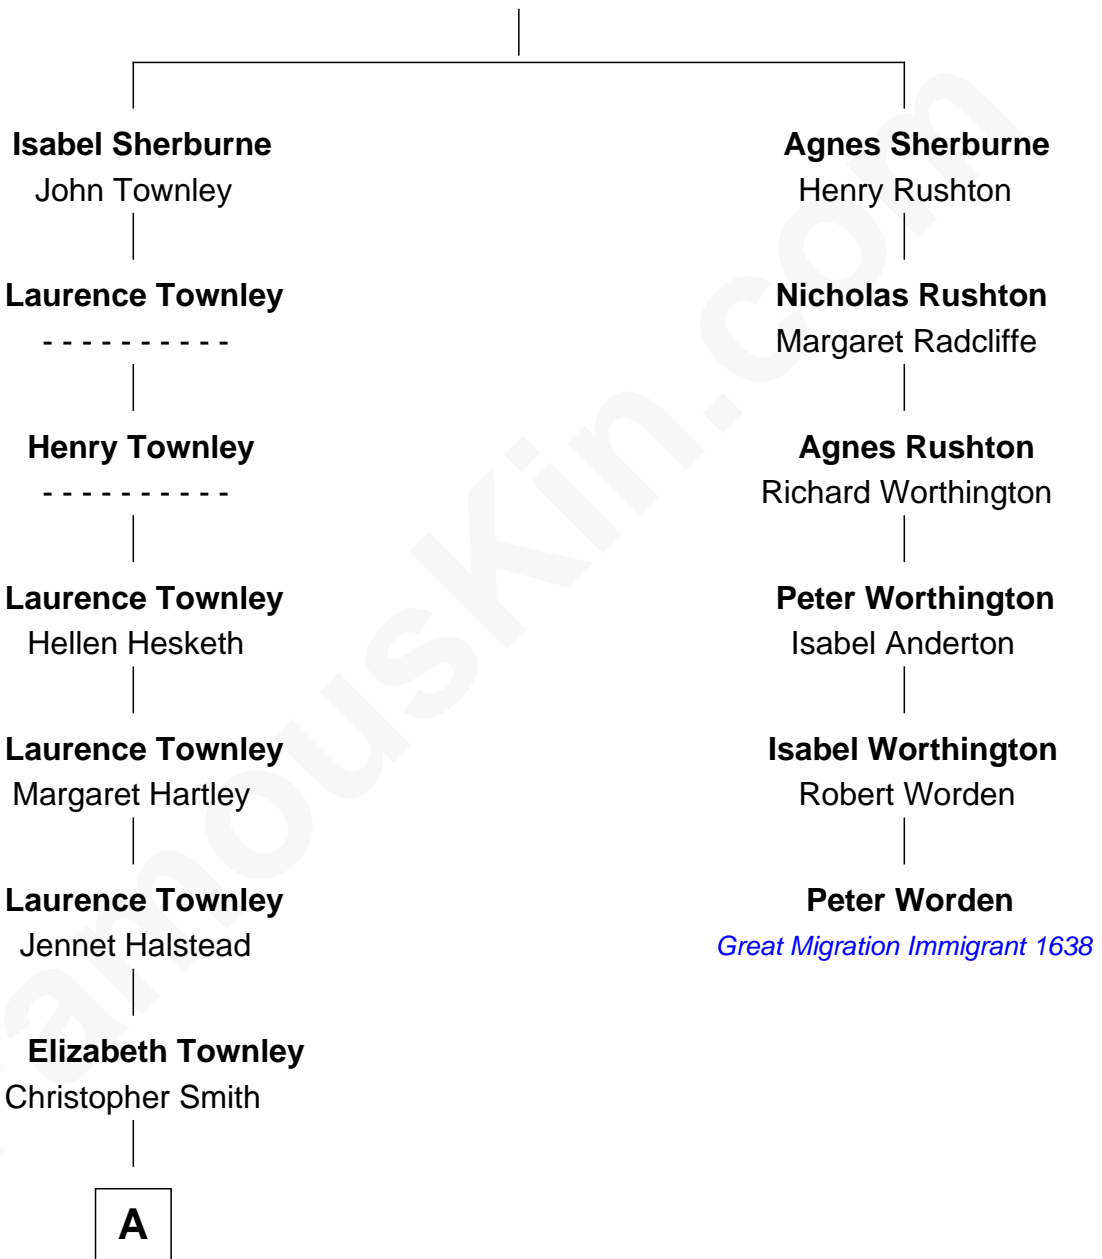 Isabel Sherburne
John Townley
Laurence Townley
- - - - - - - - - -
Henry Townley
- - - - - - - - - -
Laurence Townley
Hellen Hesketh
Laurence Townley
Margaret Hartley
Laurence Townley
Jennet Halstead
Elizabeth Townley
Christopher Smith
A
Agnes Sherburne
Henry Rushton
Nicholas Rushton
Margaret Radcliffe
Agnes Rushton
Richard Worthington
Peter Worthington
Isabel Anderton
Isabel Worthington
Robert Worden
Peter Worden
Great Migration Immigrant 1638
FamousKin.com